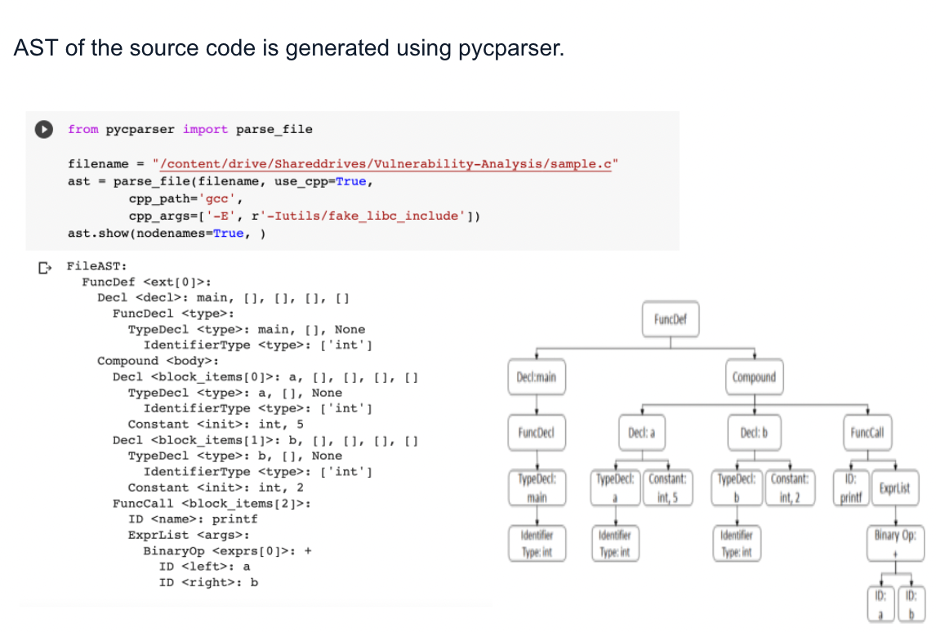 AST of the source code is generated using pycparser.
from pycparser import parse_file
filename = "/content/drive/Shareddrives/Vulnerability-Analysis/sample.c"
ast = parse_file(filename, use_cpp=True,
cpp_path='gcc',
cpp_args=['-E', r'-Iutils/fake_libc_include'])
ast.show(nodenames=True, )
FileAST:
FuncDef <ext[0]>:
Decl <decl>: main, [], [], [], []
FuncDecl <type>:
TypeDecl <type>: main, [], None
IdentifierType <type>: ['int']
Compound <body>:
Decl <block_items[0]>: a, [], [], [], []
TypeDecl <type>: a, [], None
IdentifierType <type>: ['int']
Constant <init>: int, 5
Decl <block_items[1]>: b, [], [], [], []
TypeDecl <type>: b, [], None
IdentifierType <type>: ['int']
Constant <init>: int, 2
FuncCall <block_items[2]>:
ID <name>: printf
ExprList <args>:
BinaryOp <exprs[0]>: +
ID <left>: a
ID <right>: b
FuncDef
Decl:main
Compound
FuncDecl
Decl: a
Decl: b
FuncCall
TypeDecl:
main
TypeDecl:
a
Constant:
int, 5
TypeDecl:
b
Constant:
int, 2
ID:
printf
ExprList
Identifier
Type: int
Identifier
Type: int
Identifier
Type: int
Binary Op:
+
ID:
a
ID:
b